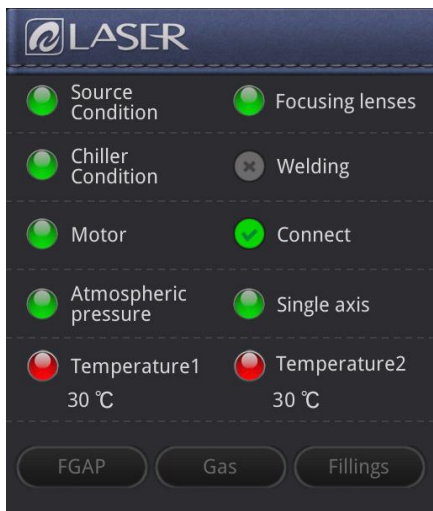 LASER
Source
Condition
Focusing lenses
Chiller
Condition
Welding
Motor
Connect
Atmospheric
pressure
Single axis
Temperature1
30 ℃
Temperature2
30 ℃
FGAP
Gas
Fillings